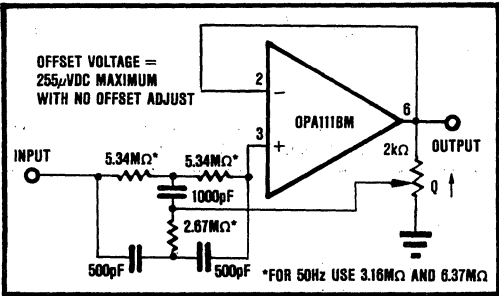 OFFSET VOLTAGE =
255μVDC MAXIMUM
WITH NO OFFSET ADJUST
2
3
6
OPA111BM
INPUT
5.34MΩ*
5.34MΩ*
1000pF
2.67MΩ*
500pF
500pF
2kΩ
OUTPUT
Q
*FOR 50Hz USE 3.16MΩ AND 6.37MΩ